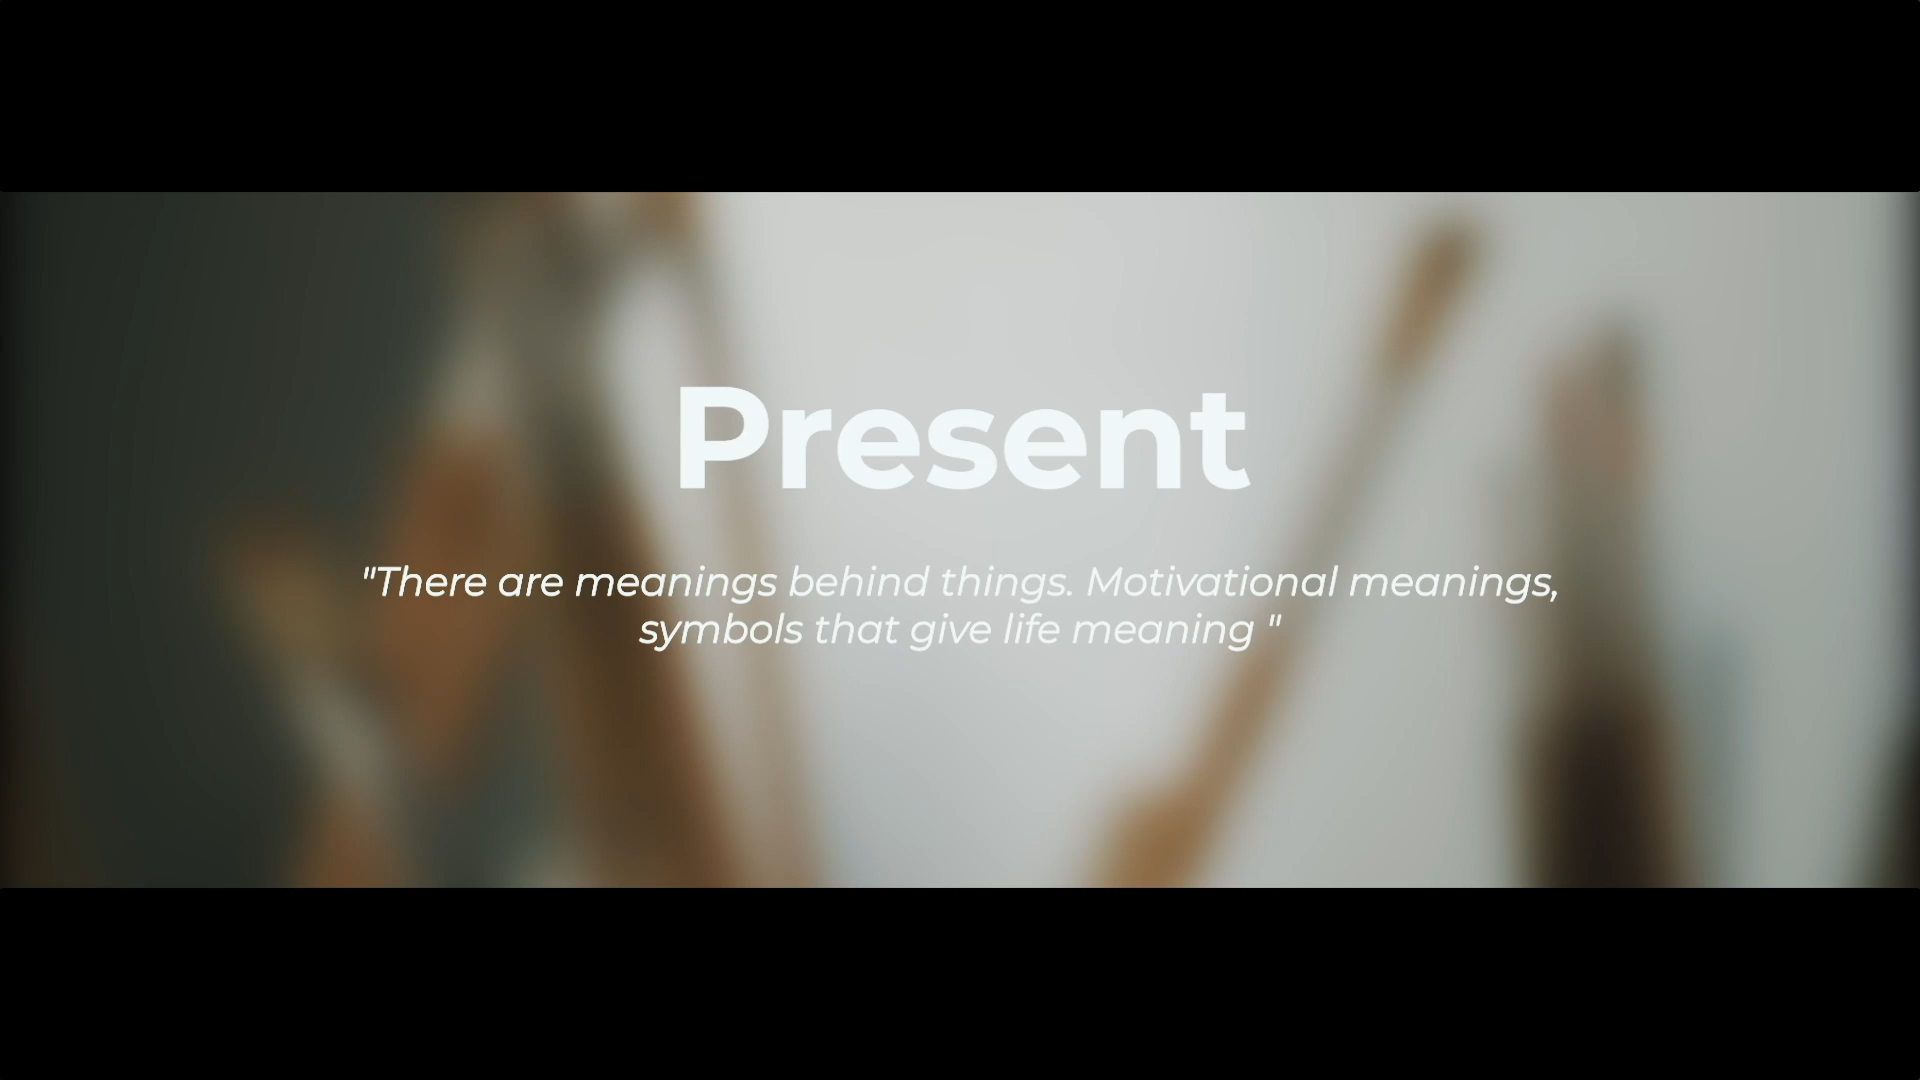 Present
"There are meanings behind things. Motivational meanings,
symbols that give life meaning "